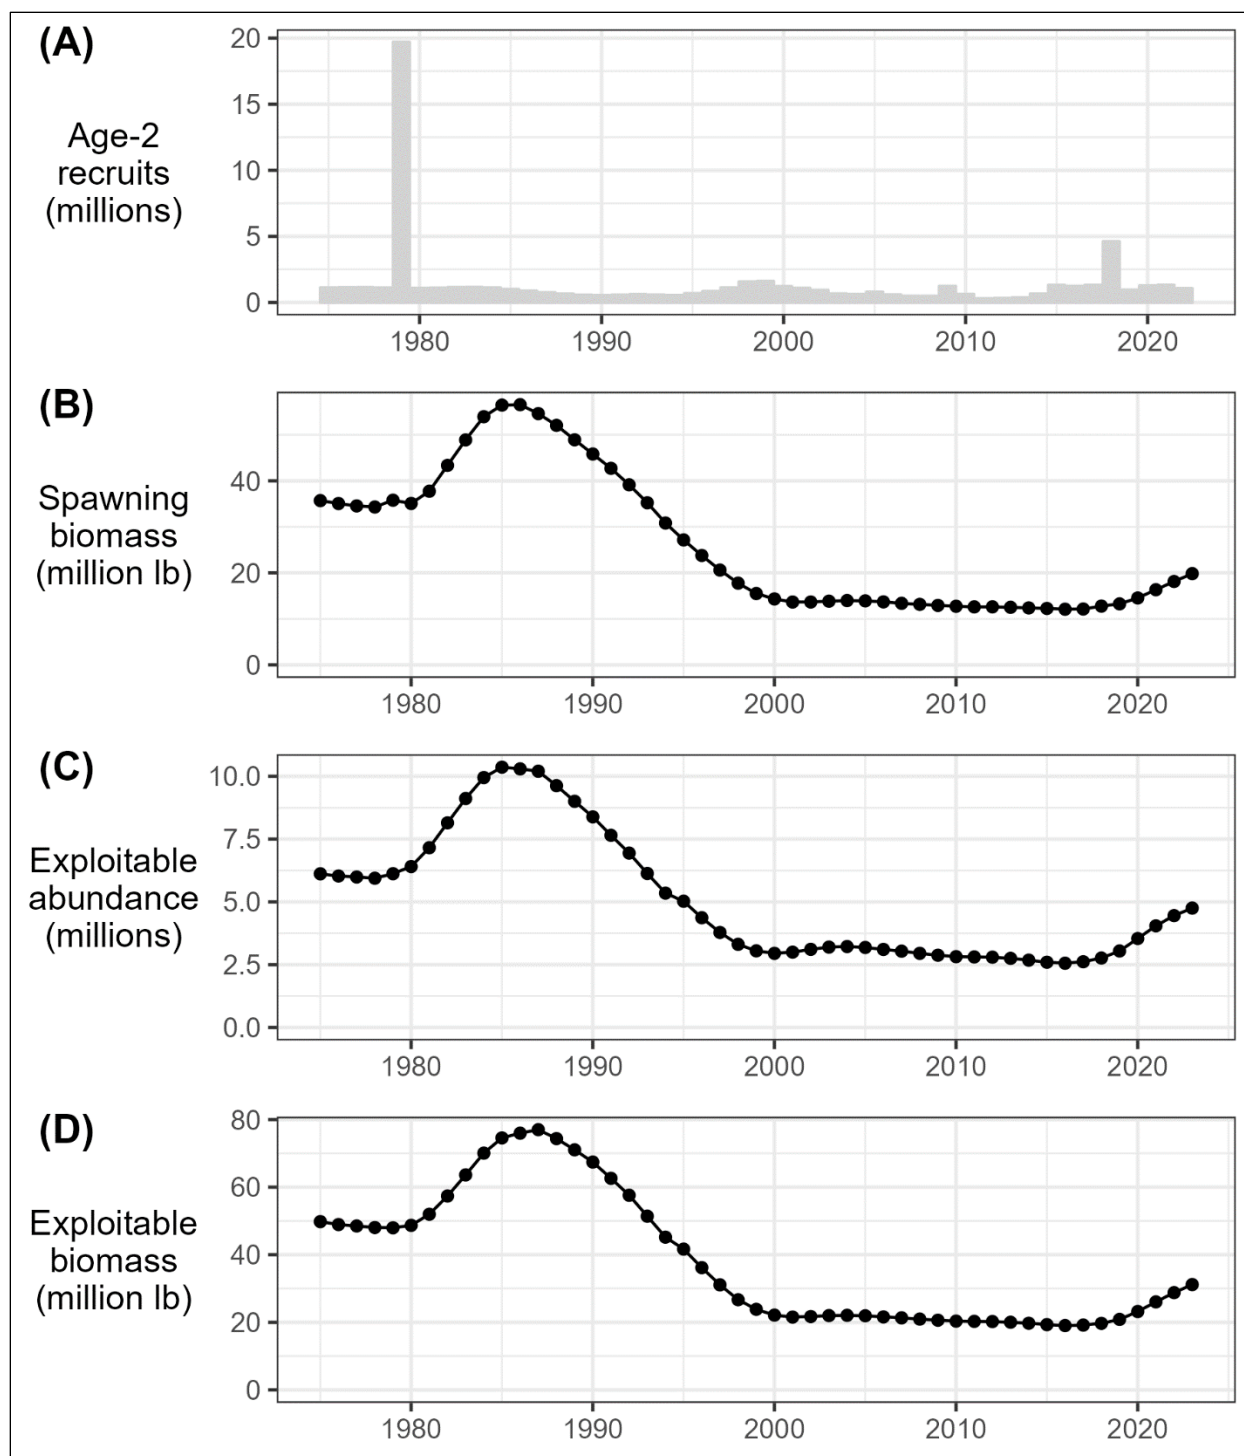 (A)
Age-2
recruits
(millions)
20
15
10
5
0
1980 1990 2000 2010 2020
(B)
Spawning
biomass
(million lb)
40
20
0
1980 1990 2000 2010 2020
(C)
Exploitable
abundance
(millions)
10.0
7.5
5.0
2.5
0.0
1980 1990 2000 2010 2020
(D)
Exploitable
biomass
(million lb)
80
60
40
20
0
1980 1990 2000 2010 2020